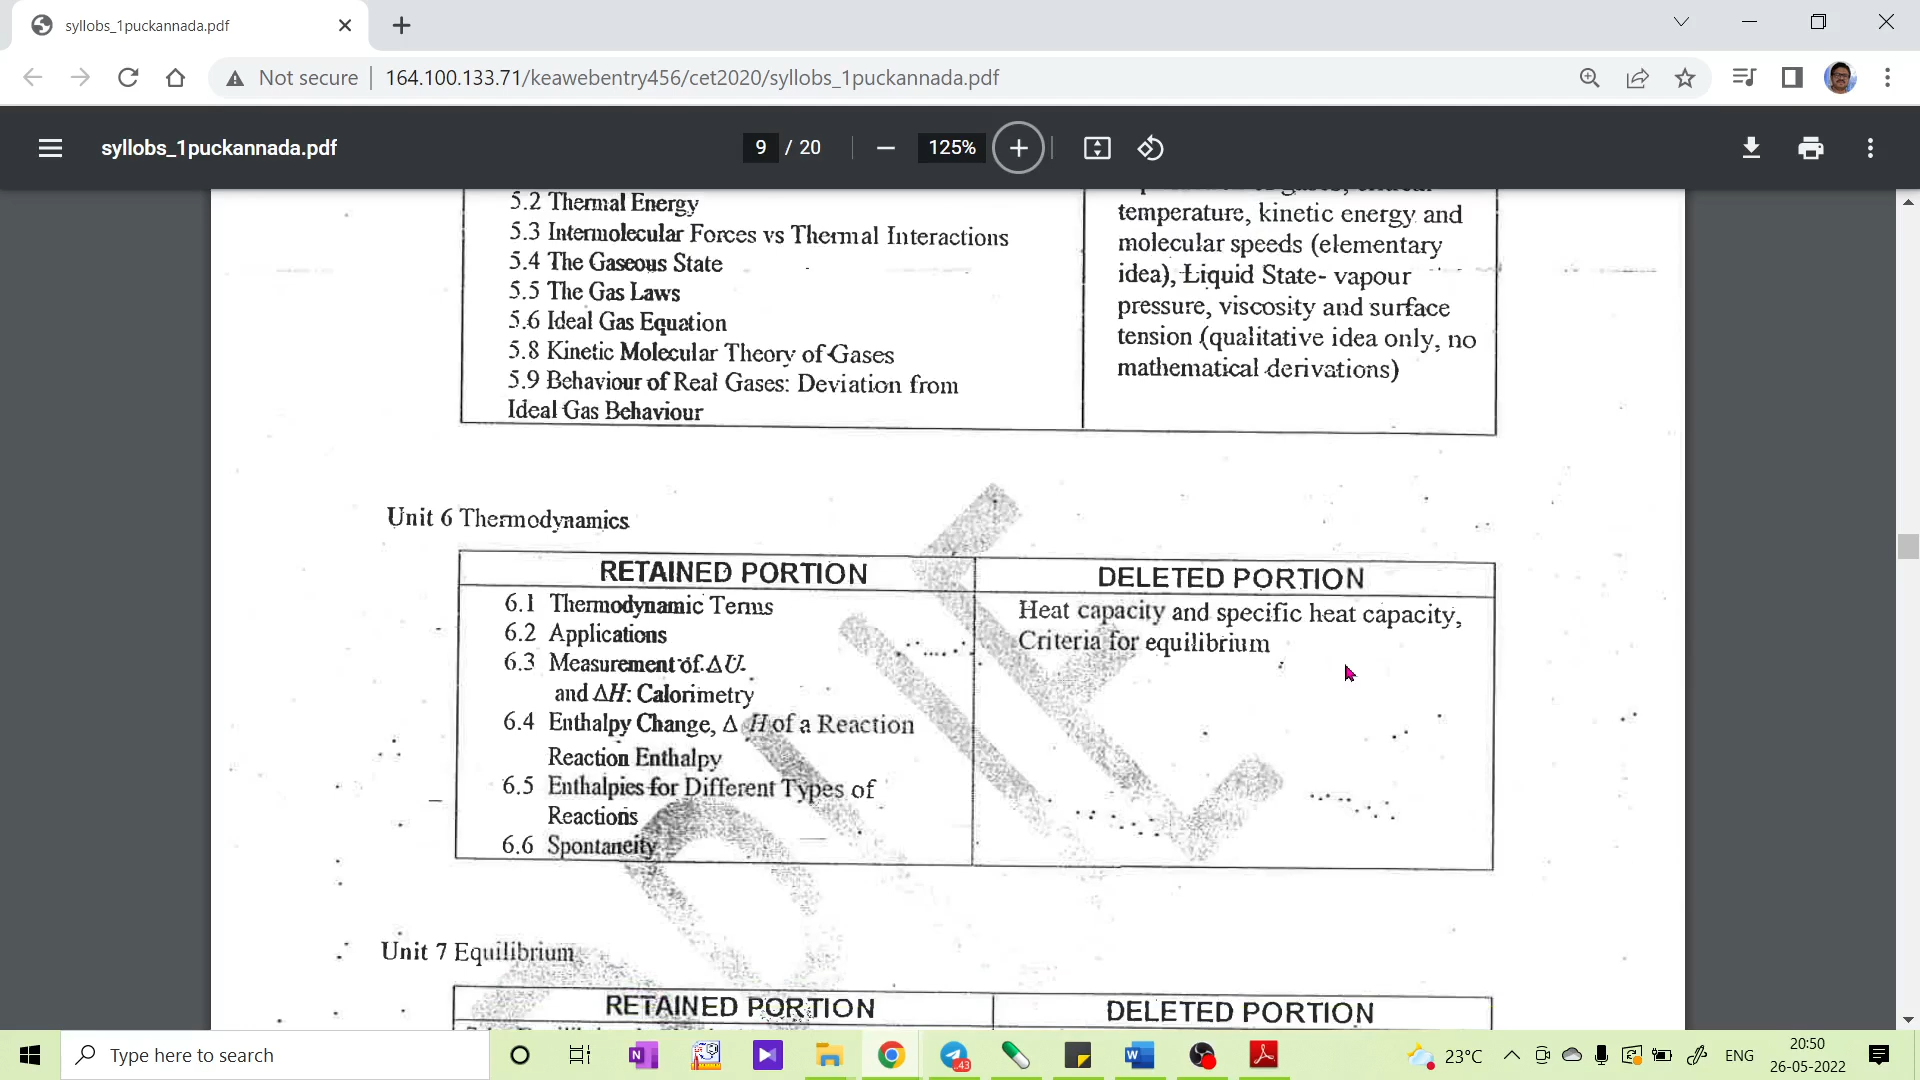 syllobs_1puckannada.pdf
Not secure
164.100.133.71/keawebentry456/cet2020/syllobs_1puckannada.pdf
syllobs_1puckannada.pdf
9 / 20
125%
5.2 Thermal Energy
5.3 Intermolecular Forces vs Thermal Interactions
5.4 The Gaseous State
5.5 The Gas Laws
5.6 Ideal Gas Equation
5.8 Kinetic Molecular Theory of Gases
5.9 Behaviour of Real Gases: Deviation from
Ideal Gas Behaviour
temperature, kinetic energy and
molecular speeds (elementary
idea), Liquid State- vapour
pressure, viscosity and surface
tension (qualitative idea only, no
mathematical derivations)
Unit 6 Thermodynamics
RETAINED PORTION
6.1 Thermodynamic Terms
6.2 Applications
6.3 Measurement of ΔU
and ΔH: Calorimetry
6.4 Enthalpy Change, Δ H of a Reaction
Reaction Enthalpy
6.5 Enthalpies for Different Types of
Reactions
6.6 Spontaneity
DELETED PORTION
Heat capacity and specific heat capacity,
Criteria for equilibrium
Unit 7 Equilibrium
RETAINED PORTION
DELETED PORTION
Type here to search
43
23°C
ENG
20:50
26-05-2022